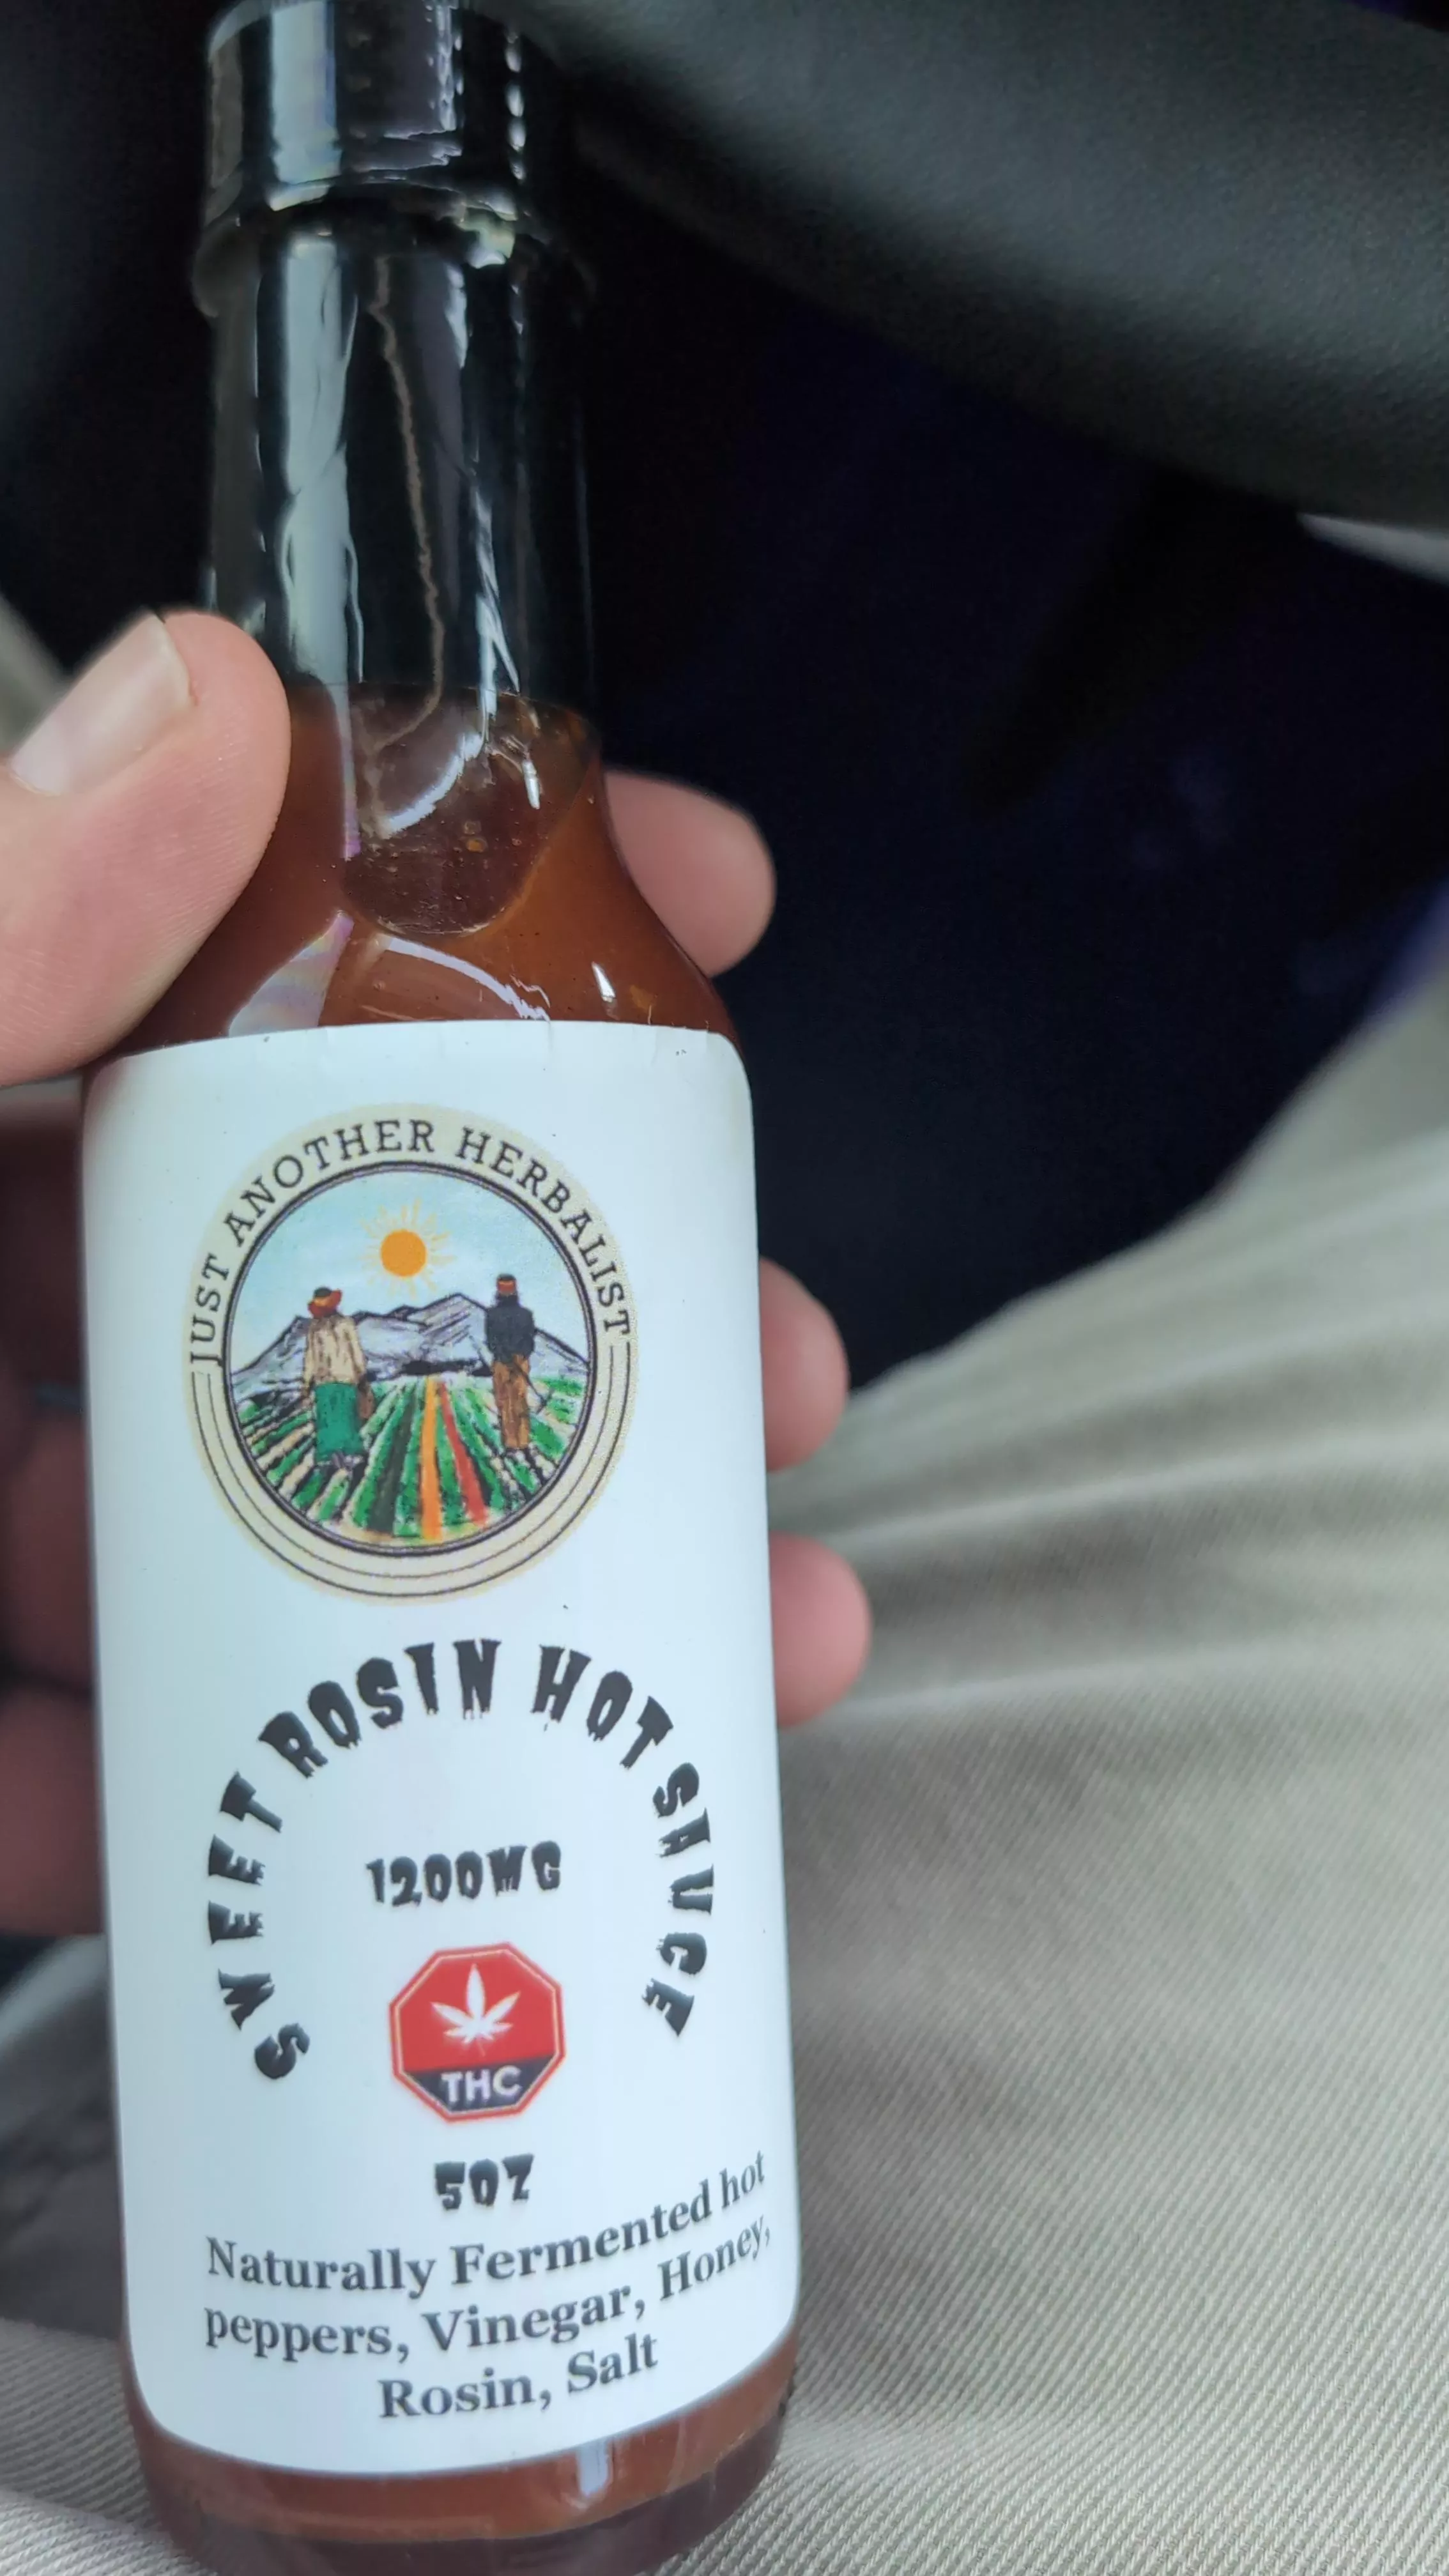 JUST ANOTHER HERBALIST
SWEET ROSIN HOT SAUCE
1200MG
THC
5OZ
Naturally Fermented hot
peppers, Vinegar, Honey,
Rosin, Salt